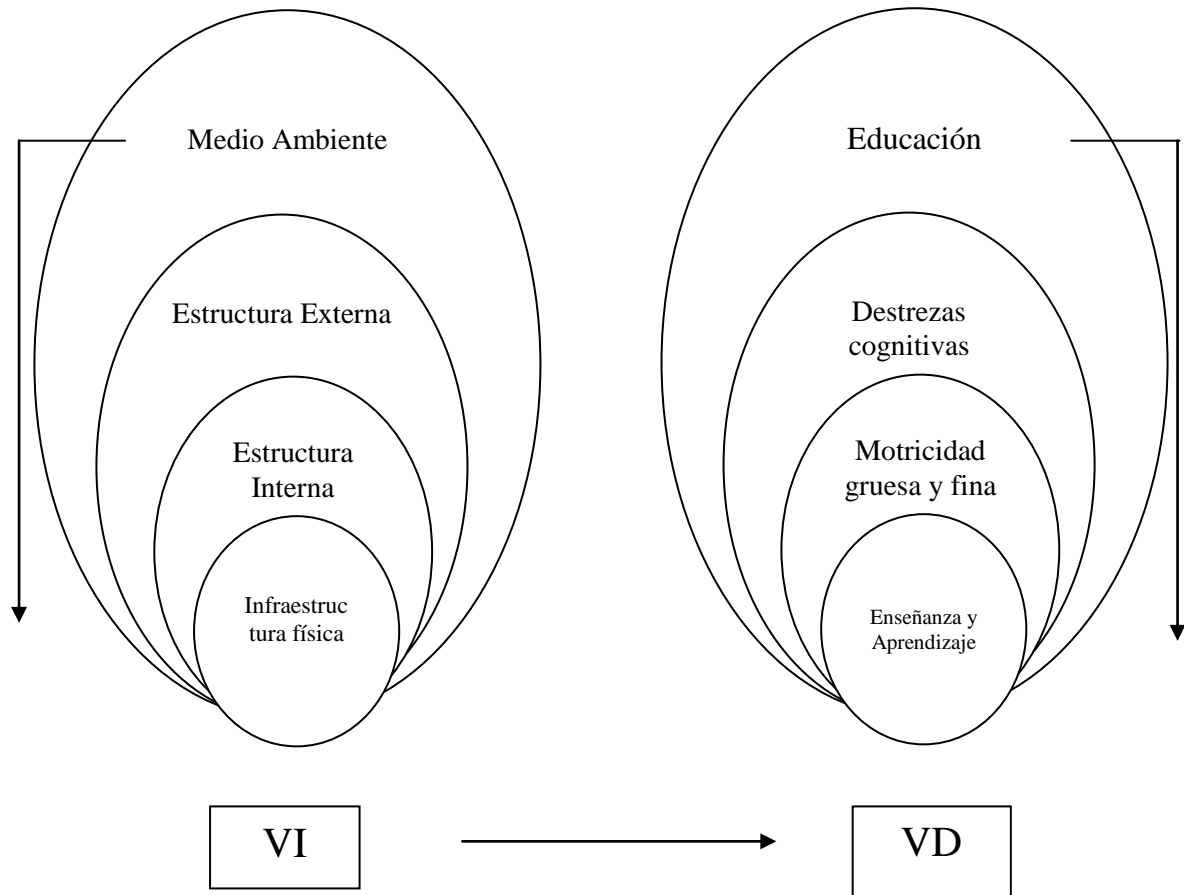 Medio Ambiente
Estructura Externa
Estructura
Interna
Infraestruc
tura física
VI
Educación
Destrezas
cognitivas
Motricidad
gruesa y fina
Enseñanza y
Aprendizaje
VD